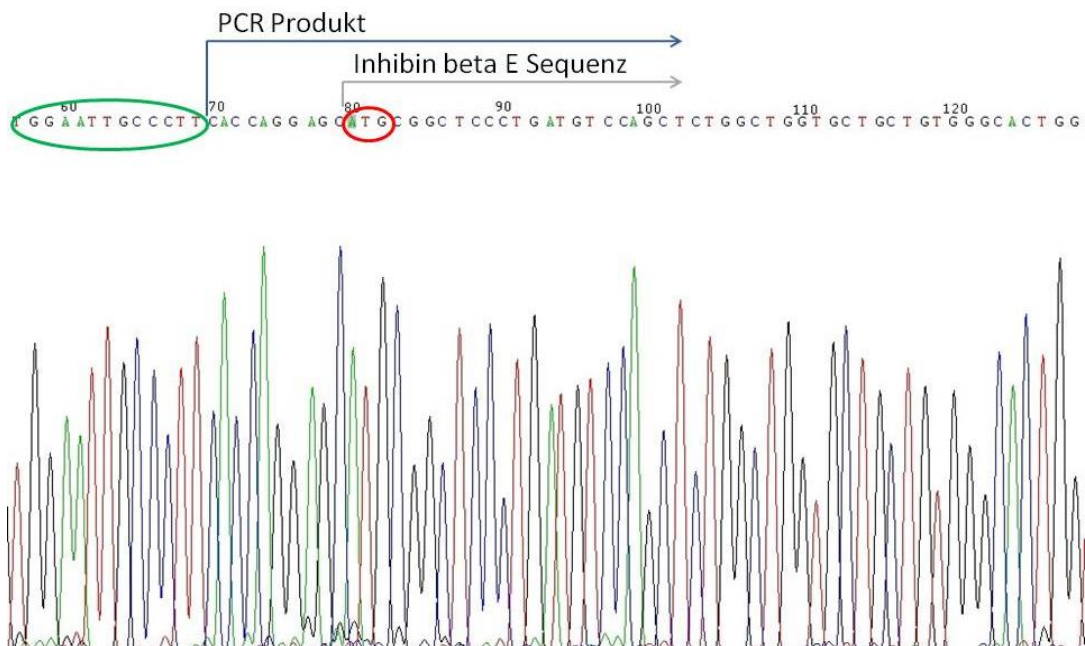 PCR Produkt
Inhibin beta E Sequenz
60 70 80 90 100 110 120
TGGAATTGCCCTTCACCAGGAGCATGCGGCTCCCTGATGTCCAGCTCTGGCTGGTGCTGCTGTGGGCACTGG